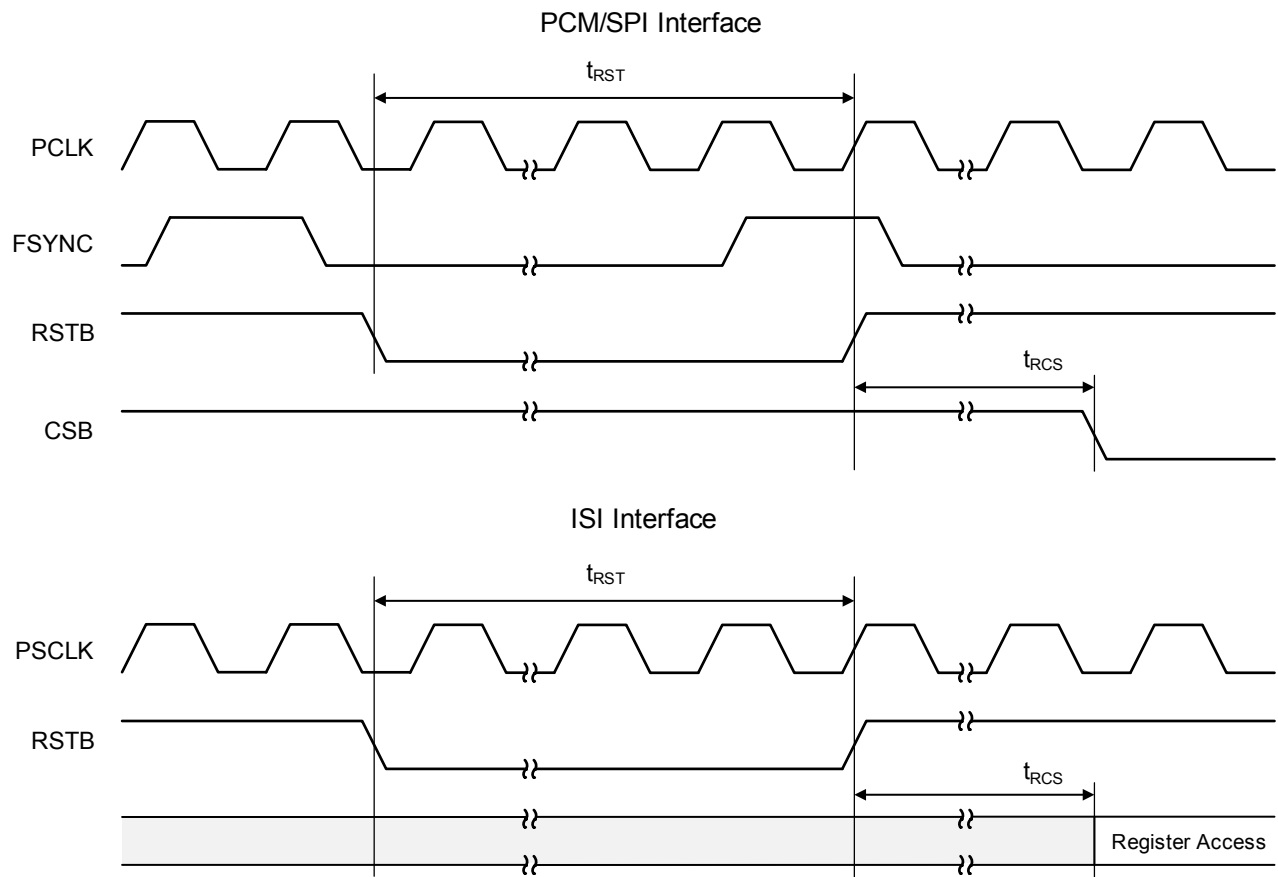 PCM/SPI Interface
tRST
PCLK
FSYNC
RSTB
tRCS
CSB
ISI Interface
tRST
PSCLK
RSTB
tRCS
Register Access